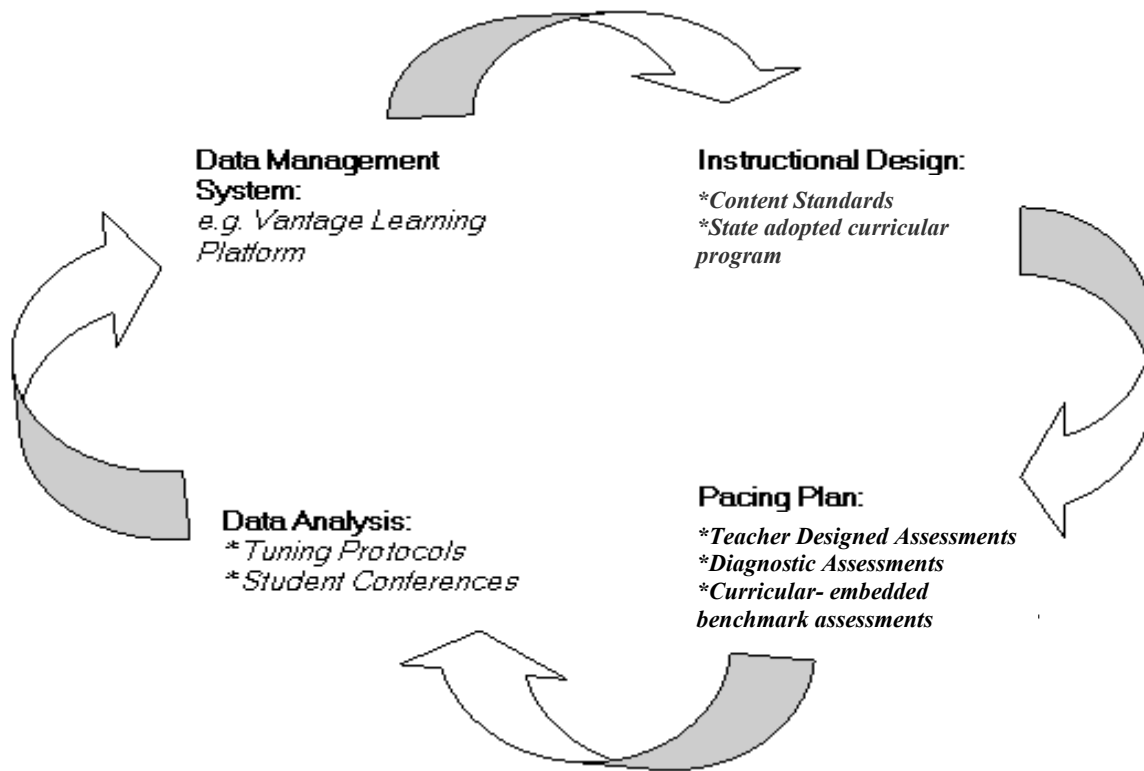 Data Management
System:
e.g. Vantage Learning
Platform
Instructional Design:
*Content Standards
*State adopted curricular
program
Pacing Plan:
*Teacher Designed Assessments
*Diagnostic Assessments
*Curricular- embedded
benchmark assessments
Data Analysis:
*Tuning Protocols
*Student Conferences